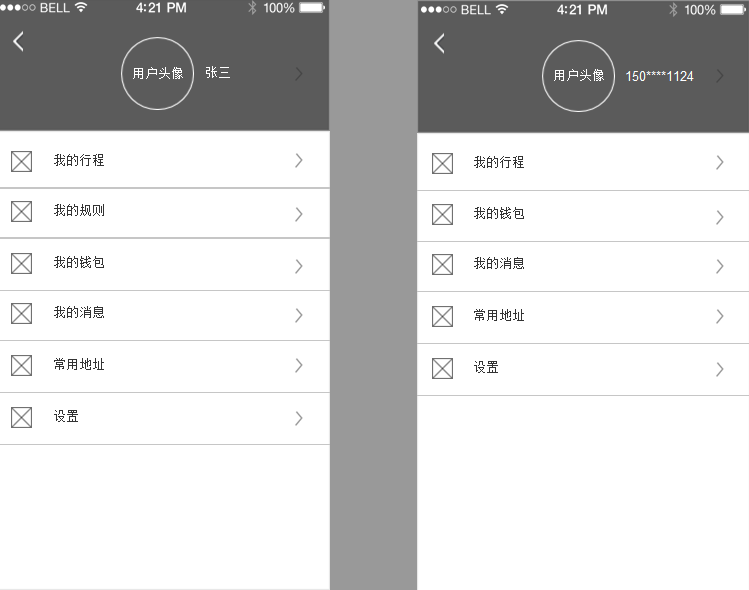 BELL 4:21 PM 100%
用户头像 张三
我的行程
我的规则
我的钱包
我的消息
常用地址
设置
BELL 4:21 PM 100%
用户头像 150****1124
我的行程
我的钱包
我的消息
常用地址
设置